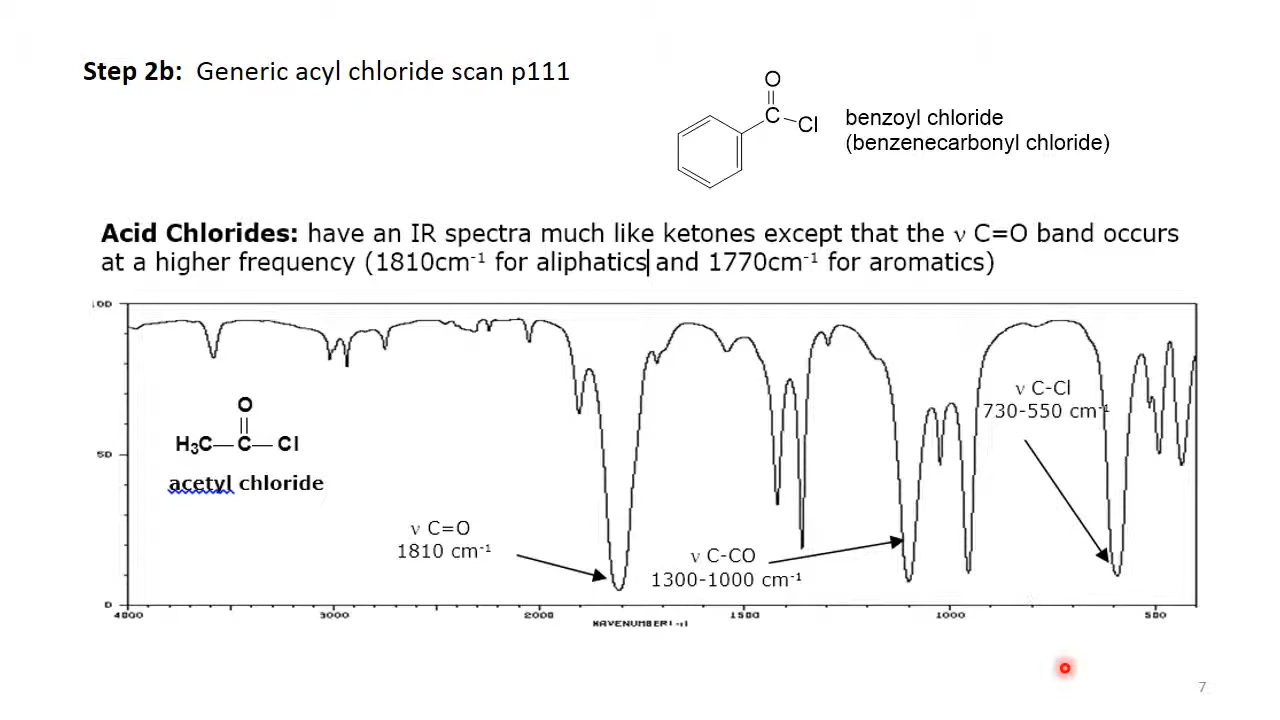 Step 2b: Generic acyl chloride scan p111
O
C
Cl
benzoyl chloride
(benzenecarbonyl chloride)
Acid Chlorides: have an IR spectra much like ketones except that the ν C=O band occurs
at a higher frequency (1810cm⁻¹ for aliphatics and 1770cm⁻¹ for aromatics)
50
0
O
H₃C—C—Cl
acetyl chloride
ν C=O
1810 cm⁻¹
ν C-CO
1300-1000 cm⁻¹
ν C-Cl
730-550 cm⁻¹
4000 3000 2000 1500 1000 500
7